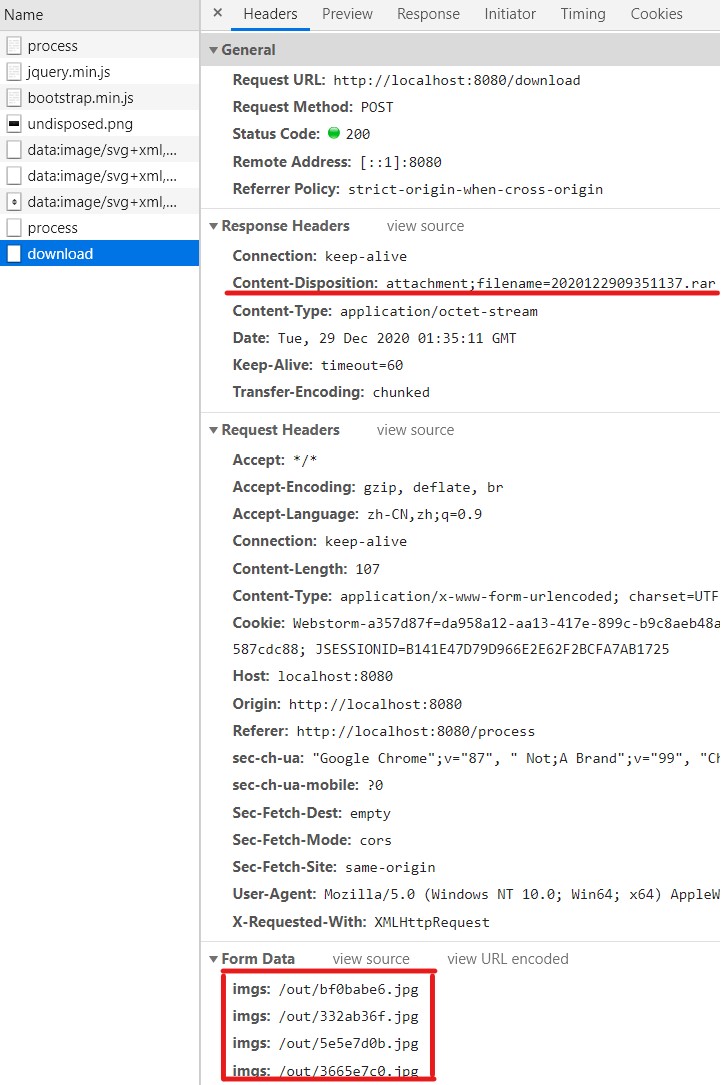 Name
process
jquery.min.js
bootstrap.min.js
undisposed.png
data:image/svg+xml,...
data:image/svg+xml,...
data:image/svg+xml,...
process
download
× Headers Preview Response Initiator Timing Cookies
General
Request URL: http://localhost:8080/download
Request Method: POST
Status Code: 200
Remote Address: [::1]:8080
Referrer Policy: strict-origin-when-cross-origin
Response Headers view source
Connection: keep-alive
Content-Disposition: attachment;filename=2020122909351137.rar
Content-Type: application/octet-stream
Date: Tue, 29 Dec 2020 01:35:11 GMT
Keep-Alive: timeout=60
Transfer-Encoding: chunked
Request Headers view source
Accept: */*
Accept-Encoding: gzip, deflate, br
Accept-Language: zh-CN,zh;q=0.9
Connection: keep-alive
Content-Length: 107
Content-Type: application/x-www-form-urlencoded; charset=UTF
Cookie: Webstorm-a357d87f=da958a12-aa13-417e-899c-b9c8aeb48a
587cdc88; JSESSIONID=B141E47D79D966E2E62F2BCFA7AB1725
Host: localhost:8080
Origin: http://localhost:8080
Referer: http://localhost:8080/process
sec-ch-ua: "Google Chrome";v="87", " Not;A Brand";v="99", "Ch
sec-ch-ua-mobile: ?0
Sec-Fetch-Dest: empty
Sec-Fetch-Mode: cors
Sec-Fetch-Site: same-origin
User-Agent: Mozilla/5.0 (Windows NT 10.0; Win64; x64) AppleW
X-Requested-With: XMLHttpRequest
Form Data view source view URL encoded
imgs: /out/bf0babe6.jpg
imgs: /out/332ab36f.jpg
imgs: /out/5e5e7d0b.jpg
imgs: /out/3665e7c0.jpg